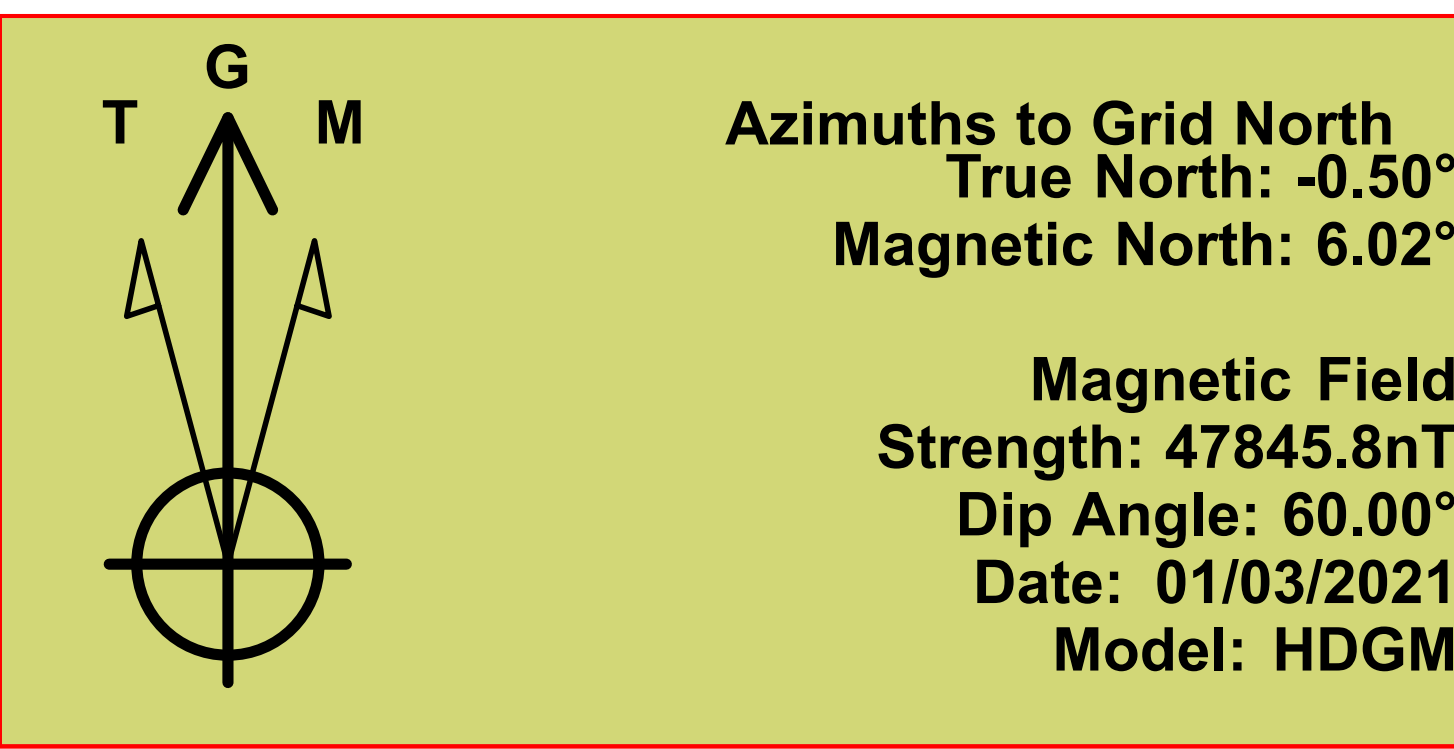 G
T M
Azimuths to Grid North
True North: -0.50°
Magnetic North: 6.02°
Magnetic Field
Strength: 47845.8nT
Dip Angle: 60.00°
Date: 01/03/2021
Model: HDGM